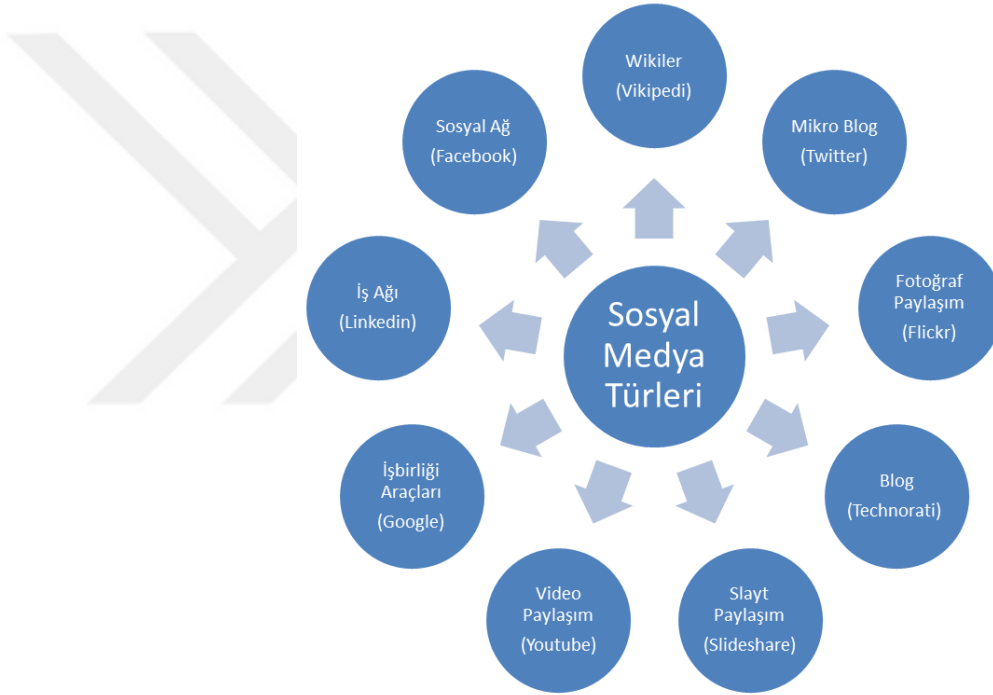 Wikiler
(Vikipedi)
Mikro Blog
(Twitter)
Fotoğraf
Paylaşım
(Flickr)
Blog
(Technorati)
Slayt
Paylaşım
(Slideshare)
Video
Paylaşım
(Youtube)
İşbirliği
Araçları
(Google)
İş Ağı
(Linkedin)
Sosyal Ağ
(Facebook)
Sosyal
Medya
Türleri